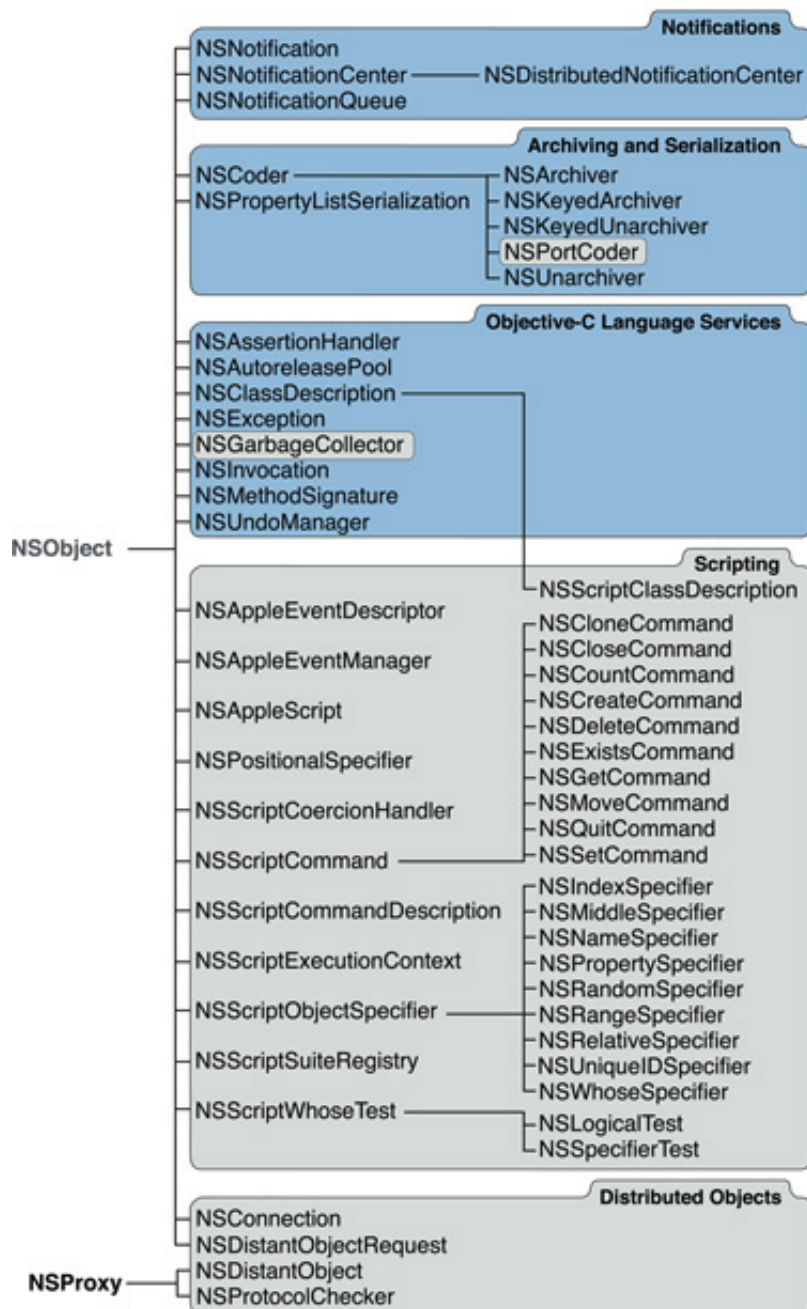 Notifications
NSNotification
NSNotificationCenter NSDistributedNotificationCenter
NSNotificationQueue
Archiving and Serialization
NSCoder NSArchiver
NSPropertyListSerialization NSKeyedArchiver
NSKeyedUnarchiver
NSPortCoder
NSUnarchiver
Objective-C Language Services
NSAssertionHandler
NSAutoreleasePool
NSClassDescription
NSException
NSGarbageCollector
NSInvocation
NSMethodSignature
NSUndoManager
NSObject
Scripting
NSScriptClassDescription
NSAppleEventDescriptor
NSAppleEventManager
NSAppleScript
NSPositionalSpecifier
NSScriptCoercionHandler
NSScriptCommand
NSCloneCommand
NSCloseCommand
NSCountCommand
NSCreateCommand
NSDeleteCommand
NSExistsCommand
NSGetCommand
NSMoveCommand
NSQuitCommand
NSSetCommand
NSScriptCommandDescription
NSScriptExecutionContext
NSScriptObjectSpecifier
NSIndexSpecifier
NSMiddleSpecifier
NSNameSpecifier
NSPropertySpecifier
NSRandomSpecifier
NSRangeSpecifier
NSRelativeSpecifier
NSUniqueIDSpecifier
NSWhoseSpecifier
NSScriptSuiteRegistry
NSScriptWhoseTest
NSLogicalTest
NSSpecifierTest
Distributed Objects
NSConnection
NSDistantObjectRequest
NSProxy
NSDistantObject
NSProtocolChecker